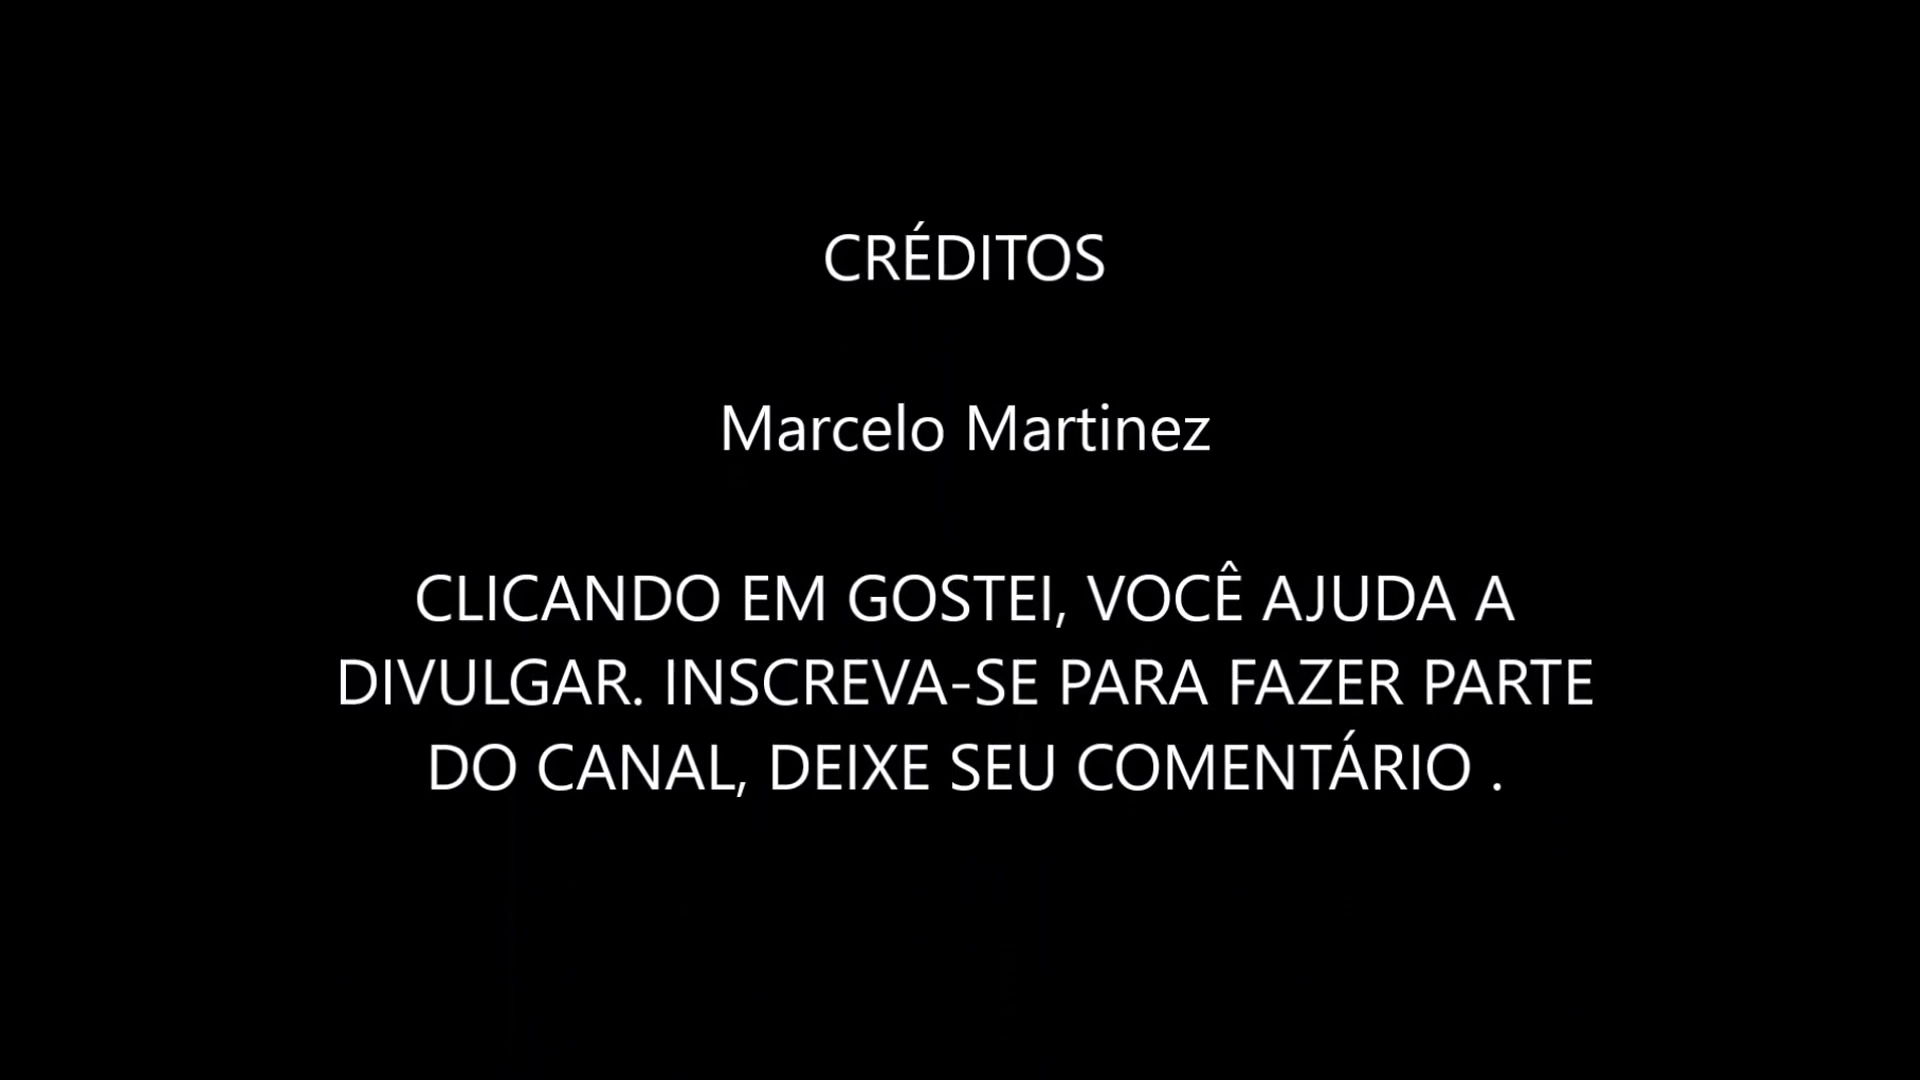 CRÉDITOS
Marcelo Martinez
CLICANDO EM GOSTEI, VOCÊ AJUDA A
DIVULGAR. INSCREVA-SE PARA FAZER PARTE
DO CANAL, DEIXE SEU COMENTÁRIO .